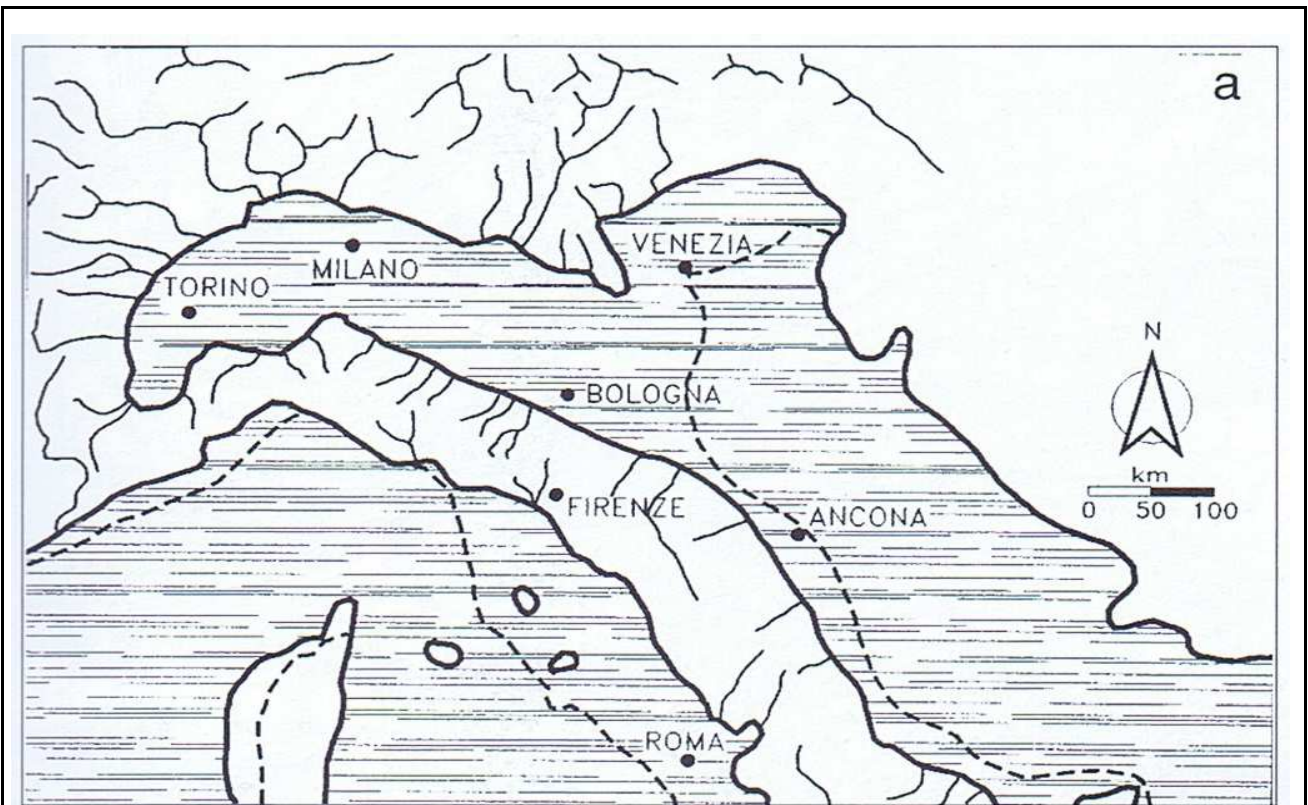 a
VENEZIA
MILANO
TORINO
N
BOLOGNA
km
0 50 100
FIRENZE
ANCONA
ROMA